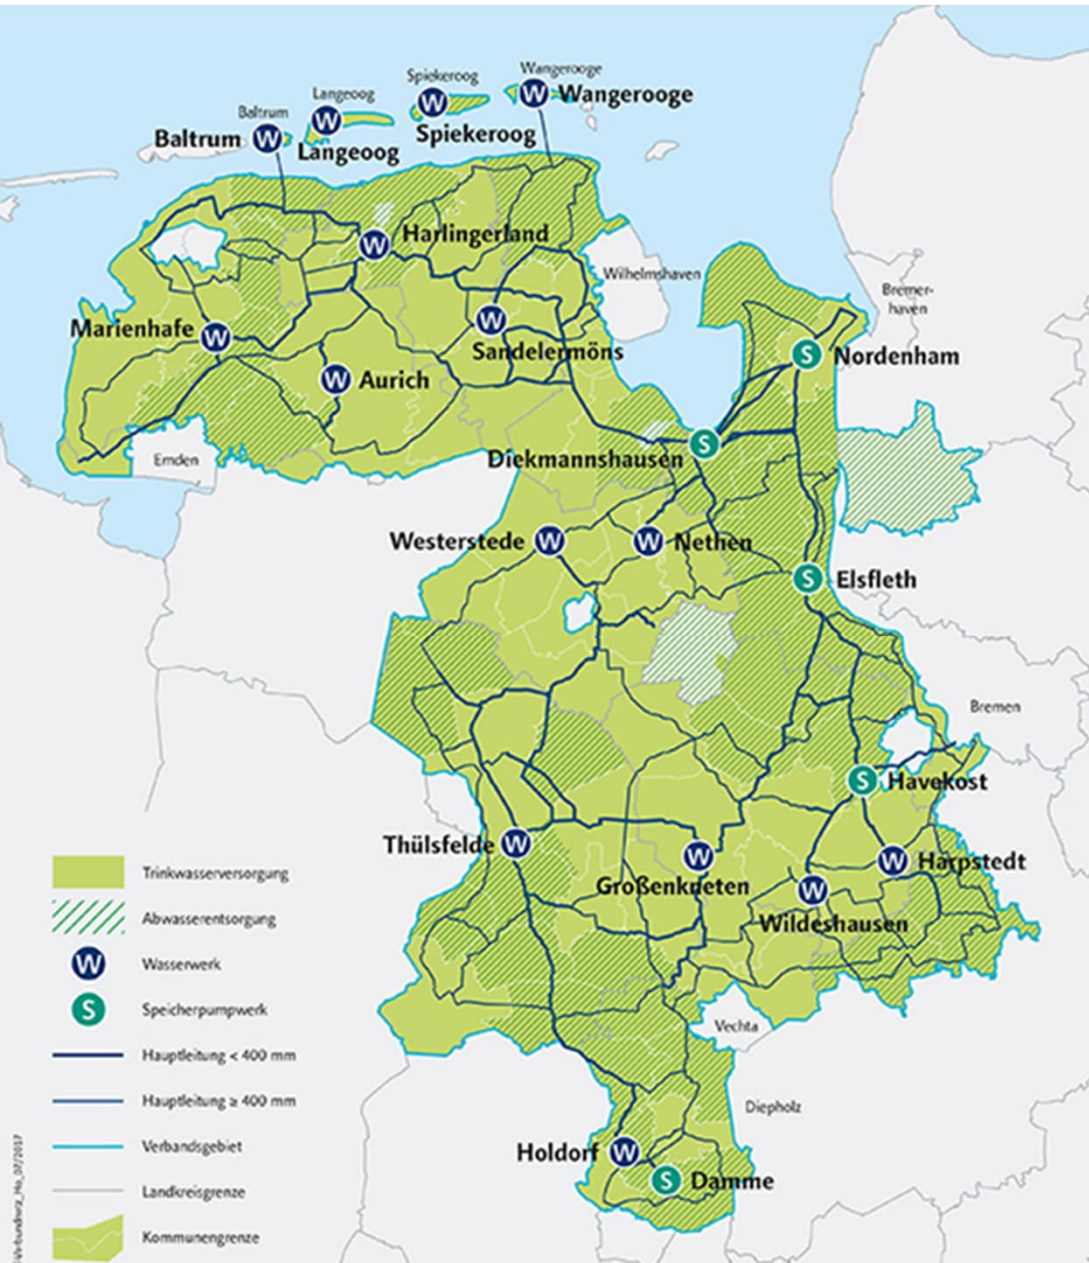 Wangerooge
Spiekeroog
Wangerooge
Langeoog
Baltrum
Baltrum
Spiekeroog
Langeoog
Harlingerland
Wilhelmshaven
Bremer-
haven
Marienhafe
Sandelermöns
Nordenham
Aurich
Emden
Diekmannshausen
Westerstede
Nethen
Elsfleth
Bremen
Havekost
Thülsfelde
Harpstedt
Großenkneten
Wildeshausen
Vechta
Diepholz
Holdorf
Damme
Trinkwasserversorgung
Abwasserentsorgung
W Wasserwerk
S Speicherpumpwerk
Hauptleitung < 400 mm
Hauptleitung ≥ 400 mm
Verbandsgebiet
Landkreisgrenze
Kommunengrenze